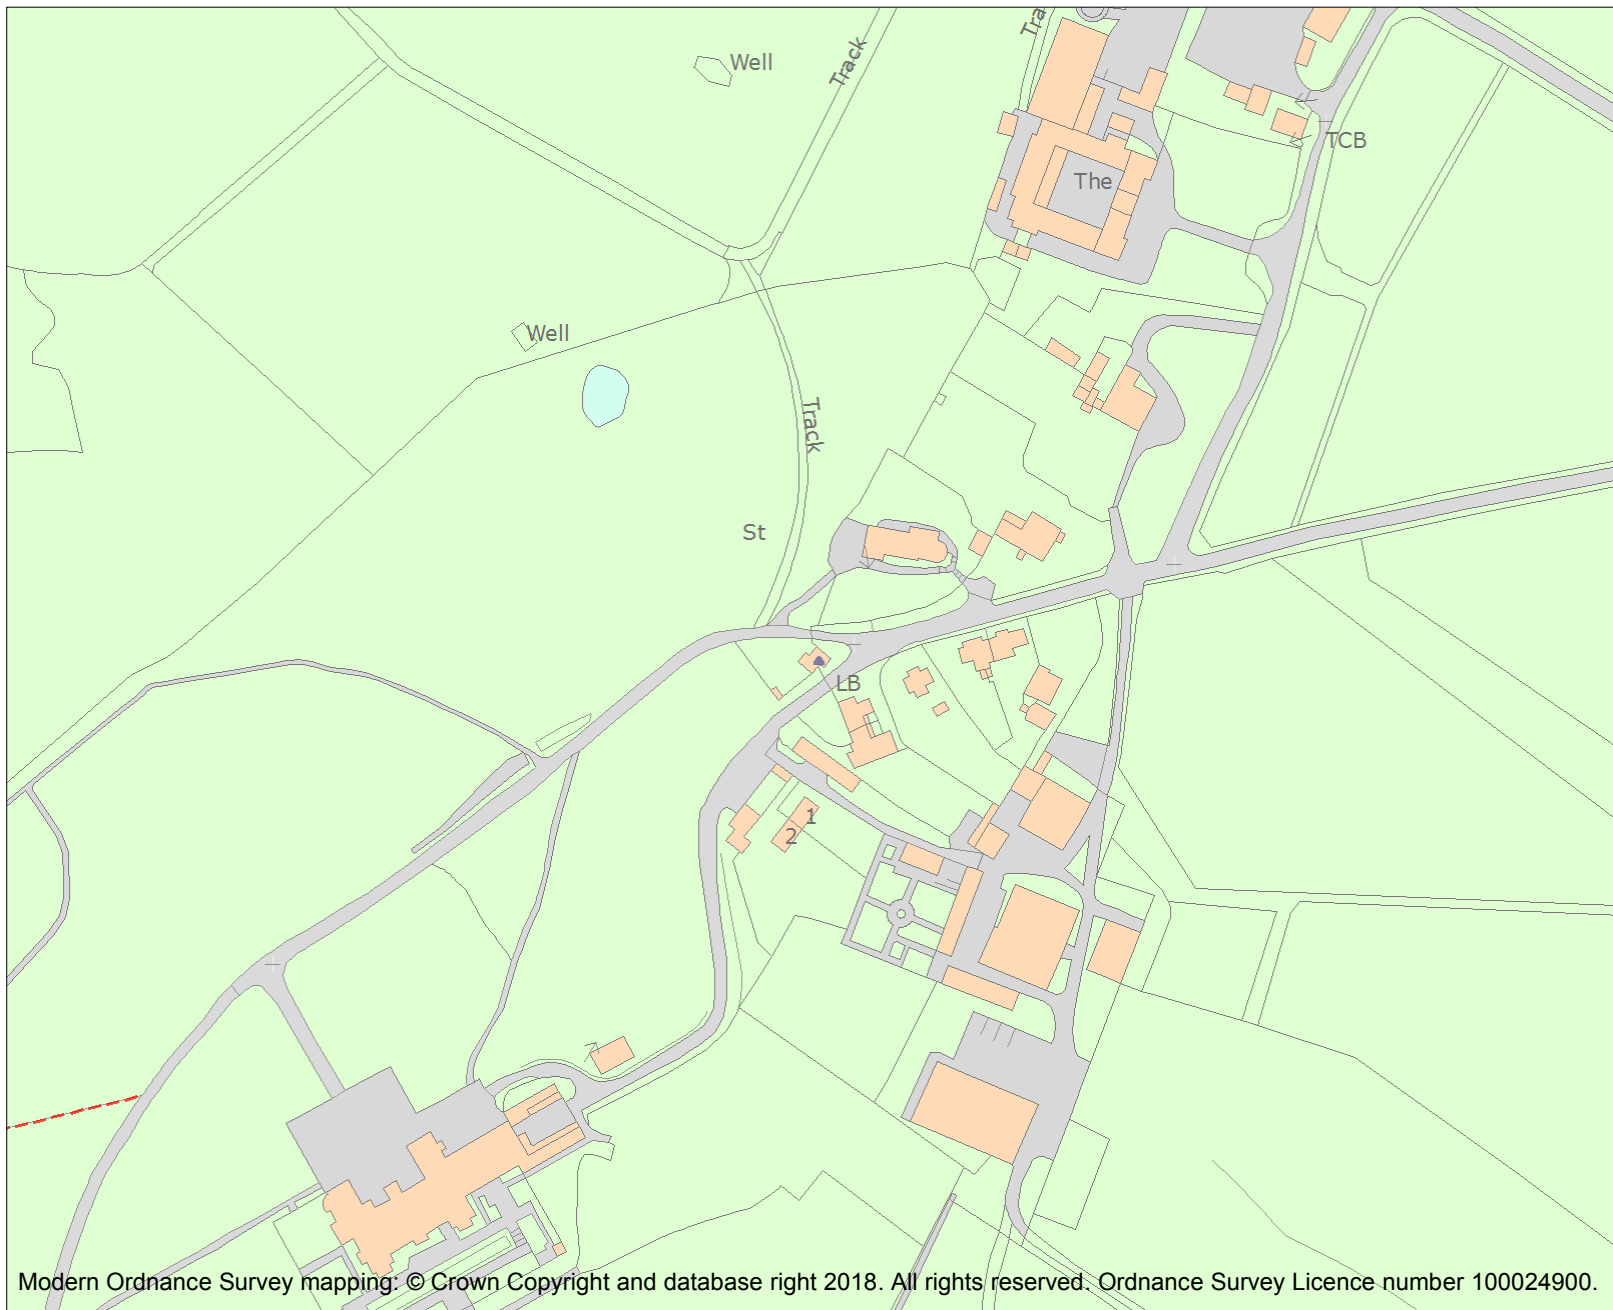 Tra
Track
Well
TCB
The
Well
Track
St
LB
1
2
Modern Ordnance Survey mapping: © Crown Copyright and database right 2018. All rights reserved. Ordnance Survey Licence number 100024900.